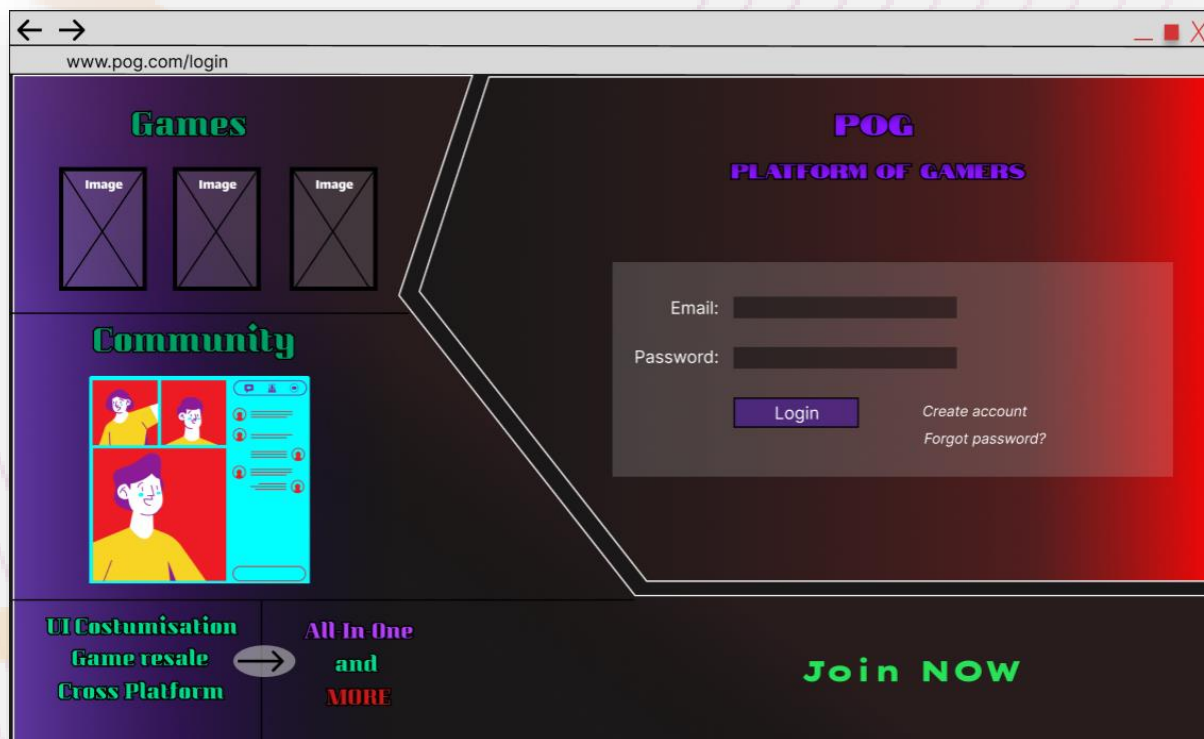 www.pog.com/login
Games
Image Image Image
Community
UI Costumisation
Game resale
Cross Platform
All-In-One
and
MORE
POG
PLATFORM OF GAMERS
Email:
Password:
Login
Create account
Forgot password?
Join NOW